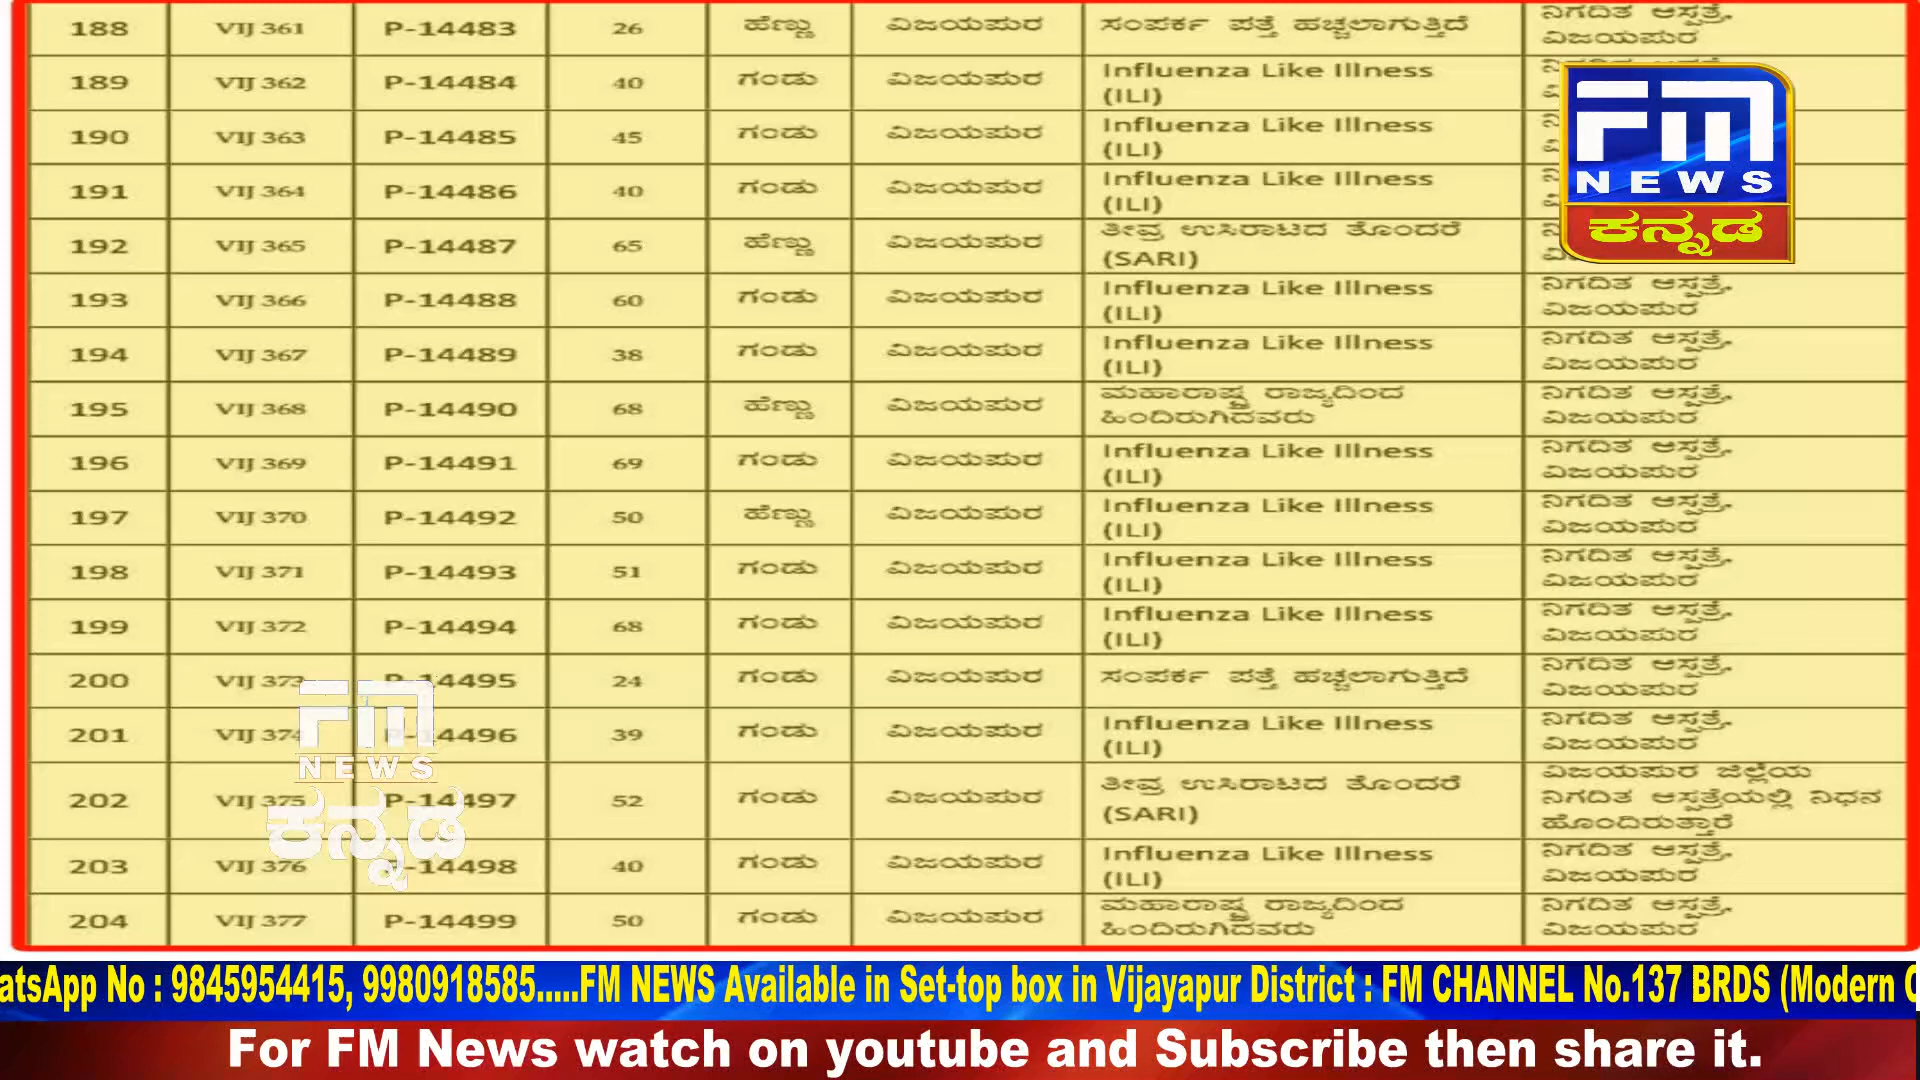 188 VIJ 361 P-14483 26 ಹೆಣ್ಣು ವಿಜಯಪುರ ಸಂಪರ್ಕ ಪತ್ತೆ ಹಚ್ಚಲಾಗುತ್ತಿದೆ ನಿಗದಿತ ಆಸ್ಪತ್ರೆ,
ವಿಜಯಪುರ
189 VIJ 362 P-14484 40 ಗಂಡು ವಿಜಯಪುರ Influenza Like Illness
(ILI)
190 VIJ 363 P-14485 45 ಗಂಡು ವಿಜಯಪುರ Influenza Like Illness
(ILI)
191 VIJ 364 P-14486 40 ಗಂಡು ವಿಜಯಪುರ Influenza Like Illness
(ILI)
192 VIJ 365 P-14487 65 ಹೆಣ್ಣು ವಿಜಯಪುರ ತೀವ್ರ ಉಸಿರಾಟದ ತೊಂದರೆ
(SARI)
193 VIJ 366 P-14488 60 ಗಂಡು ವಿಜಯಪುರ Influenza Like Illness ನಿಗದಿತ ಆಸ್ಪತ್ರೆ,
(ILI) ವಿಜಯಪುರ
194 VIJ 367 P-14489 38 ಗಂಡು ವಿಜಯಪುರ Influenza Like Illness ನಿಗದಿತ ಆಸ್ಪತ್ರೆ,
(ILI) ವಿಜಯಪುರ
195 VIJ 368 P-14490 68 ಹೆಣ್ಣು ವಿಜಯಪುರ ಮಹಾರಾಷ್ಟ್ರ ರಾಜ್ಯದಿಂದ ನಿಗದಿತ ಆಸ್ಪತ್ರೆ,
ಹಿಂದಿರುಗಿದವರು ವಿಜಯಪುರ
196 VIJ 369 P-14491 69 ಗಂಡು ವಿಜಯಪುರ Influenza Like Illness ನಿಗದಿತ ಆಸ್ಪತ್ರೆ,
(ILI) ವಿಜಯಪುರ
197 VIJ 370 P-14492 50 ಹೆಣ್ಣು ವಿಜಯಪುರ Influenza Like Illness ನಿಗದಿತ ಆಸ್ಪತ್ರೆ,
(ILI) ವಿಜಯಪುರ
198 VIJ 371 P-14493 51 ಗಂಡು ವಿಜಯಪುರ Influenza Like Illness ನಿಗದಿತ ಆಸ್ಪತ್ರೆ,
(ILI) ವಿಜಯಪುರ
199 VIJ 372 P-14494 68 ಗಂಡು ವಿಜಯಪುರ Influenza Like Illness ನಿಗದಿತ ಆಸ್ಪತ್ರೆ,
(ILI) ವಿಜಯಪುರ
200 VIJ 373 P-14495 24 ಗಂಡು ವಿಜಯಪುರ ಸಂಪರ್ಕ ಪತ್ತೆ ಹಚ್ಚಲಾಗುತ್ತಿದೆ ನಿಗದಿತ ಆಸ್ಪತ್ರೆ,
ವಿಜಯಪುರ
201 VIJ 374 P-14496 39 ಗಂಡು ವಿಜಯಪುರ Influenza Like Illness ನಿಗದಿತ ಆಸ್ಪತ್ರೆ,
(ILI) ವಿಜಯಪುರ
202 VIJ 375 P-14497 52 ಗಂಡು ವಿಜಯಪುರ ತೀವ್ರ ಉಸಿರಾಟದ ತೊಂದರೆ ವಿಜಯಪುರ ಜಿಲ್ಲೆಯ
(SARI) ನಿಗದಿತ ಆಸ್ಪತ್ರೆಯಲ್ಲಿ ನಿಧನ
ಹೊಂದಿರುತ್ತಾರೆ
203 VIJ 376 P-14498 40 ಗಂಡು ವಿಜಯಪುರ Influenza Like Illness ನಿಗದಿತ ಆಸ್ಪತ್ರೆ,
(ILI) ವಿಜಯಪುರ
204 VIJ 377 P-14499 50 ಗಂಡು ವಿಜಯಪುರ ಮಹಾರಾಷ್ಟ್ರ ರಾಜ್ಯದಿಂದ ನಿಗದಿತ ಆಸ್ಪತ್ರೆ,
ಹಿಂದಿರುಗಿದವರು ವಿಜಯಪುರ
FM
NEWS
ಕನ್ನಡ
FM
NEWS
ಕನ್ನಡ
atsApp No : 9845954415, 9980918585.....FM NEWS Available in Set-top box in Vijayapur District : FM CHANNEL No.137 BRDS (Modern
For FM News watch on youtube and Subscribe then share it.